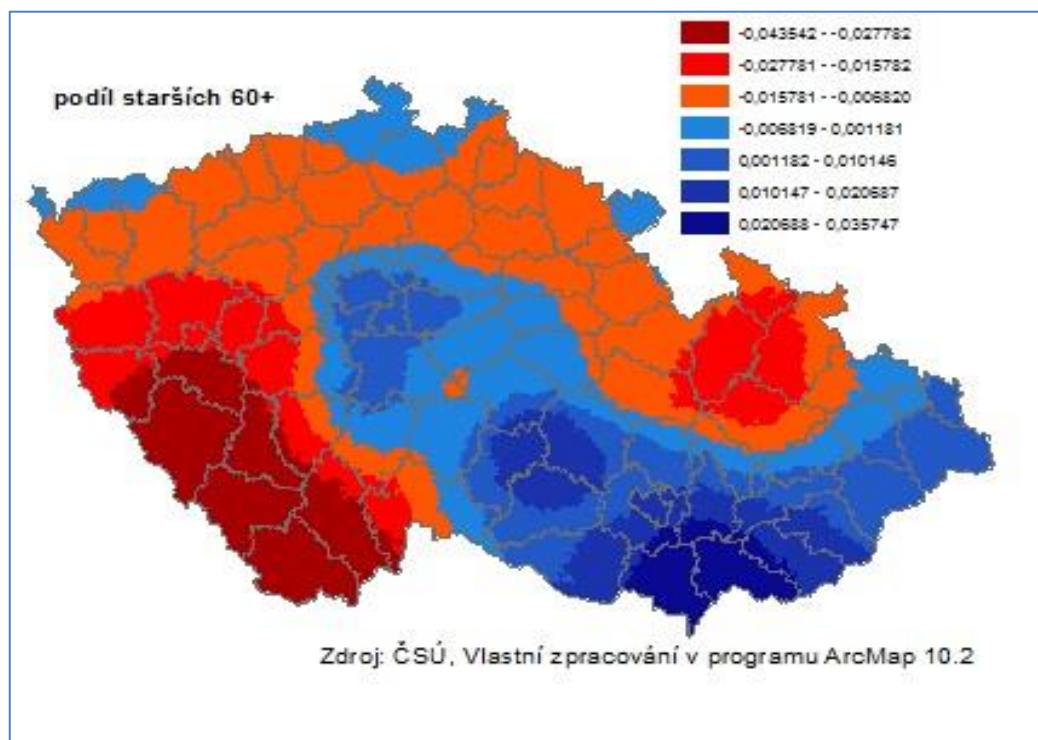 -0,043542 - -0,027782
-0,027781 - -0,015782
-0,015781 - -0,006820
-0,006819 - 0,001181
0,001182 - 0,010146
0,010147 - 0,020687
0,020688 - 0,035747
podíl starších 60+
Zdroj: ČSÚ, Vlastní zpracování v programu ArcMap 10.2